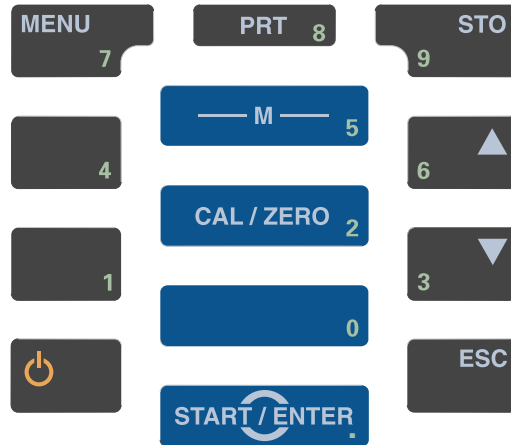 MENU 7
PRT 8
STO 9
4
M 5
6
1
CAL / ZERO 2
3
0
ESC
START / ENTER .